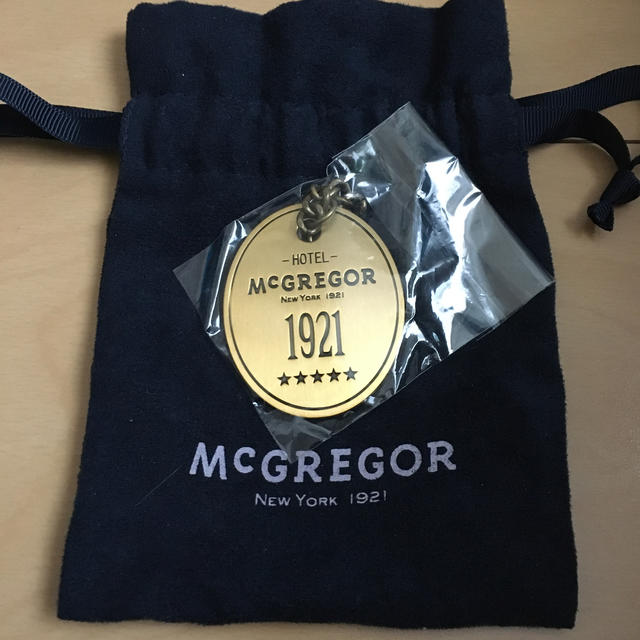 -HOTEL-
McGREGOR
NEW YORK 1921
1921
★★★★★
McGREGOR
NEW YORK 1921